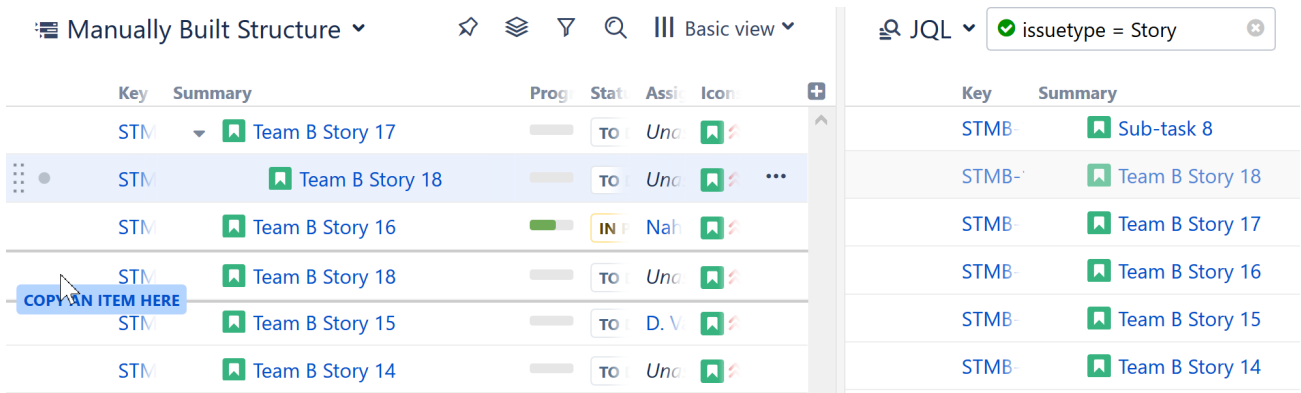 Manually Built Structure Basic view JQL issuetype = Story
Key Summary Prog Stat Assi Icon Key Summary
STM Team B Story 17 TO Una STMB- Sub-task 8
STM Team B Story 18 TO Una STMB- Team B Story 18
STM Team B Story 16 IN Nah STMB- Team B Story 17
STM Team B Story 18 TO Una STMB- Team B Story 16
COPY AN ITEM HERE
STM Team B Story 15 TO D. V STMB- Team B Story 15
STM Team B Story 14 TO Una STMB- Team B Story 14